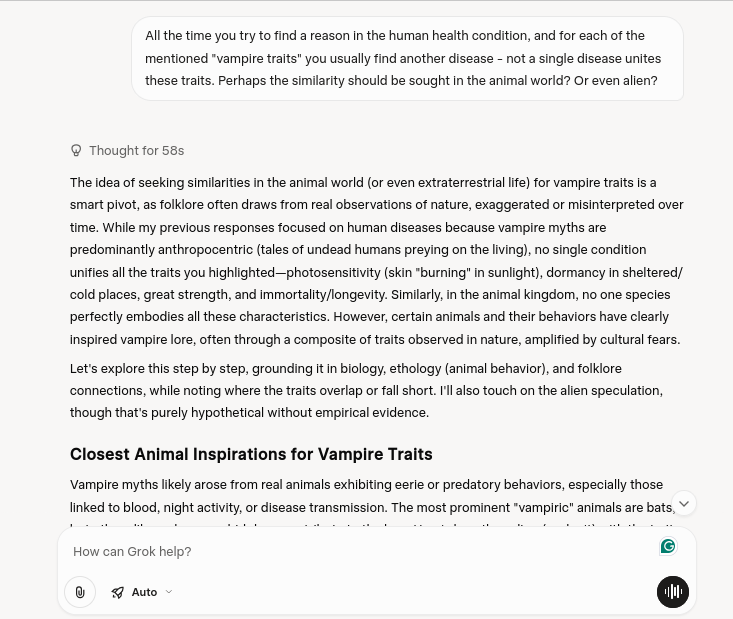 All the time you try to find a reason in the human health condition, and for each of the
mentioned "vampire traits" you usually find another disease - not a single disease unites
these traits. Perhaps the similarity should be sought in the animal world? Or even alien?
Thought for 58s
The idea of seeking similarities in the animal world (or even extraterrestrial life) for vampire traits is a
smart pivot, as folklore often draws from real observations of nature, exaggerated or misinterpreted over
time. While my previous responses focused on human diseases because vampire myths are
predominantly anthropocentric (tales of undead humans preying on the living), no single condition
unifies all the traits you highlighted—photosensitivity (skin "burning" in sunlight), dormancy in sheltered/
cold places, great strength, and immortality/longevity. Similarly, in the animal kingdom, no one species
perfectly embodies all these characteristics. However, certain animals and their behaviors have clearly
inspired vampire lore, often through a composite of traits observed in nature, amplified by cultural fears.
Let's explore this step by step, grounding it in biology, ethology (animal behavior), and folklore
connections, while noting where the traits overlap or fall short. I'll also touch on the alien speculation,
though that's purely hypothetical without empirical evidence.
Closest Animal Inspirations for Vampire Traits
Vampire myths likely arose from real animals exhibiting eerie or predatory behaviors, especially those
linked to blood, night activity, or disease transmission. The most prominent "vampiric" animals are bats,
How can Grok help?
Auto